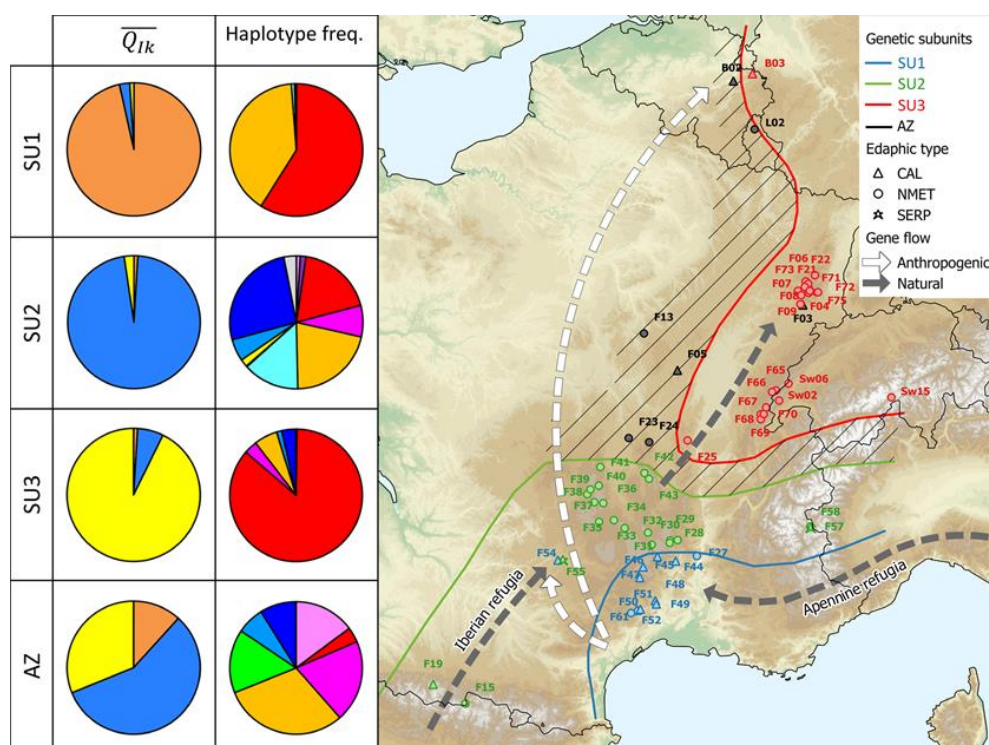 Q_Ik
Haplotype freq.
SU1
SU2
SU3
AZ
Genetic subunits
SU1
SU2
SU3
AZ
Edaphic type
CAL
NMET
SERP
Gene flow
Anthropogenic
Natural
B02
B03
L02
F06
F22
F73
F21
F71
F07
F72
F08
F75
F09
F04
F03
F13
F05
F65
F66
Sw06
Sw02
Sw15
F67
F68
F70
F69
F23
F24
F25
F42
F41
F39
F40
F38
F36
F43
F37
F34
F35
F33
F32
F29
F30
F28
F31
F58
F57
F54
F55
F46
F45
F44
F27
F47
F48
F51
F50
F49
F61
F52
F19
F15
Iberian refugia
Apennine refugia